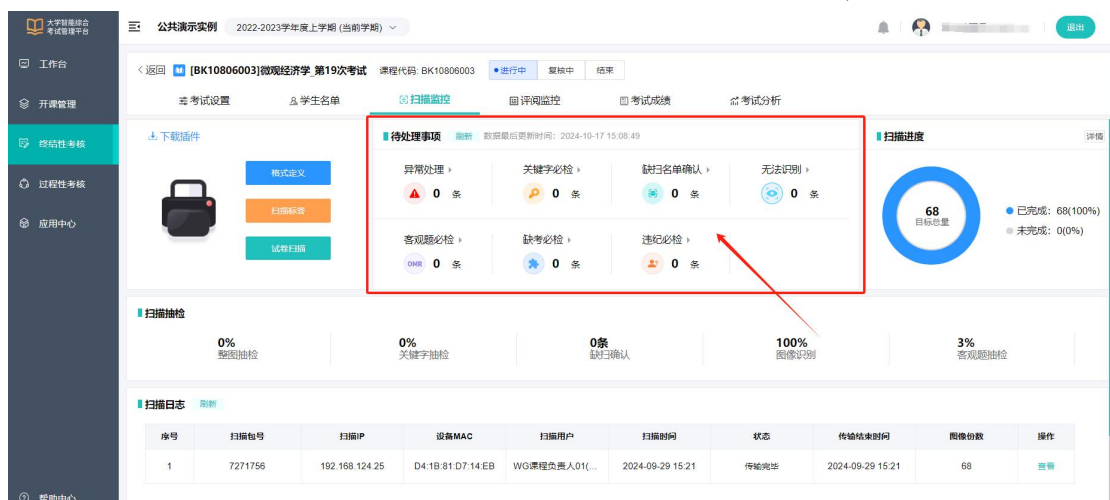 大学智能综合
考试管理平台
公共演示实例 2022-2023学年度上学期 (当前学期)
退出
工作台
开课管理
终结性考核
过程性考核
应用中心
帮助中心
返回 [BK10806003]微观经济学_第19次考试 课程代码: BK10806003 进行中 复核中 结束
考试设置 学生名单 扫描监控 评阅监控 考试成绩 考试分析
下载插件
格式定义
扫描标答
试卷扫描
待处理事项 刷新 数据最后更新时间: 2024-10-17 15:08:49
异常处理 关键字必检 缺扫名单确认 无法识别
0 条 0 条 0 条 0 条
客观题必检 缺考必检 违纪必检
OMR 0 条 0 条 0 条
扫描进度 详情
68
目标总量
已完成: 68(100%)
未完成: 0(0%)
扫描抽检
0% 0% 0条 100% 3%
整图抽检 关键字抽检 缺扫确认 图像识别 客观题抽检
扫描日志 刷新
序号 扫描包号 扫描IP 设备MAC 扫描用户 扫描时间 状态 传输结束时间 图像份数 操作
1 7271756 192.168.124.25 D4:1B:81:D7:14:EB WG课程负责人01(... 2024-09-29 15:21 传输完毕 2024-09-29 15:21 68 查看